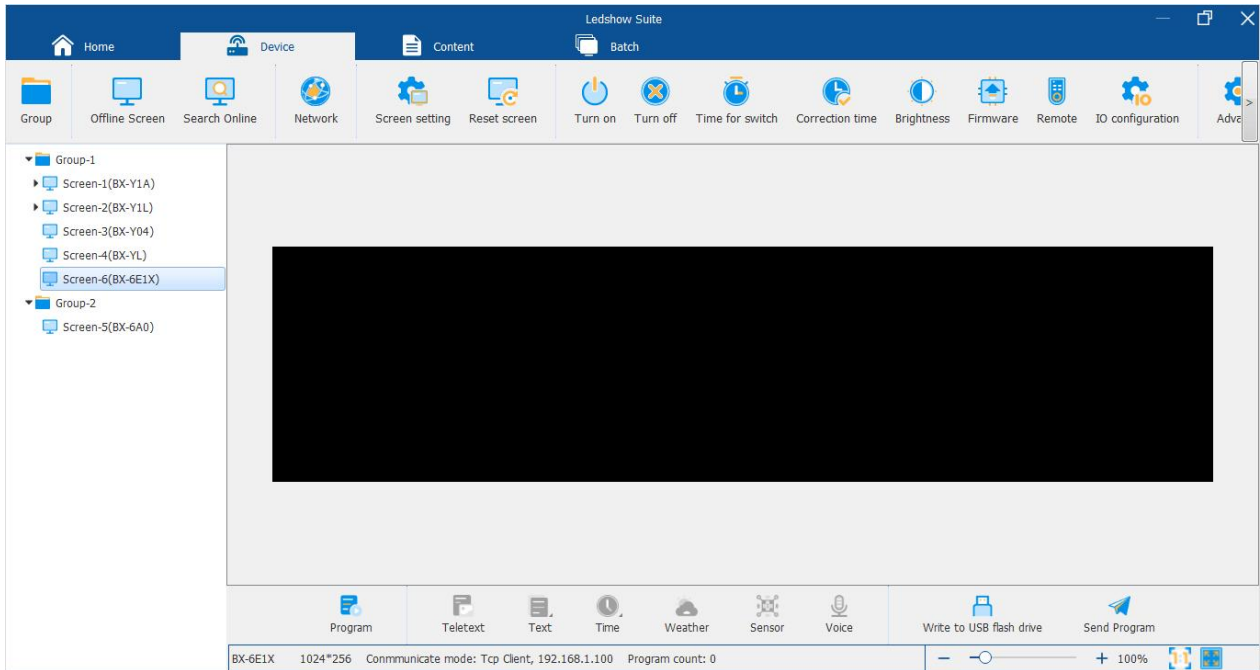 Ledshow Suite
Home Device Content Batch
Group Offline Screen Search Online Network Screen setting Reset screen Turn on Turn off Time for switch Correction time Brightness Firmware Remote IO configuration Adva >
Group-1
Screen-1(BX-Y1A)
Screen-2(BX-Y1L)
Screen-3(BX-Y04)
Screen-4(BX-YL)
Screen-6(BX-6E1X)
Group-2
Screen-5(BX-6A0)
Program Teletext Text Time Weather Sensor Voice Write to USB flash drive Send Program
BX-6E1X 1024*256 Conmmunicate mode: Tcp Client, 192.168.1.100 Program count: 0 − + 100% 1:1